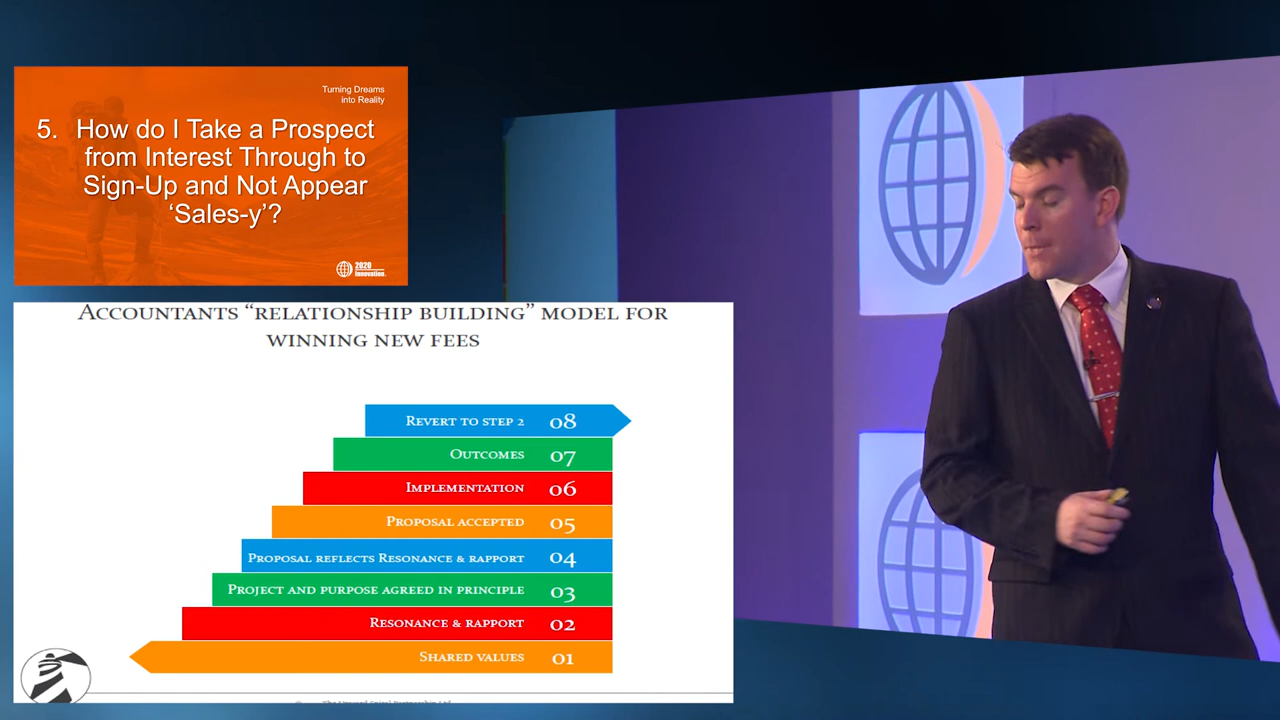 Turning Dreams
into Reality
5. How do I Take a Prospect
from Interest Through to
Sign-Up and Not Appear
‘Sales-y’?
2020
Innovation.
ACCOUNTANTS “RELATIONSHIP BUILDING” MODEL FOR
WINNING NEW FEES
REVERT TO STEP 2 08
OUTCOMES 07
IMPLEMENTATION 06
PROPOSAL ACCEPTED 05
PROPOSAL REFLECTS RESONANCE & RAPPORT 04
PROJECT AND PURPOSE AGREED IN PRINCIPLE 03
RESONANCE & RAPPORT 02
SHARED VALUES 01